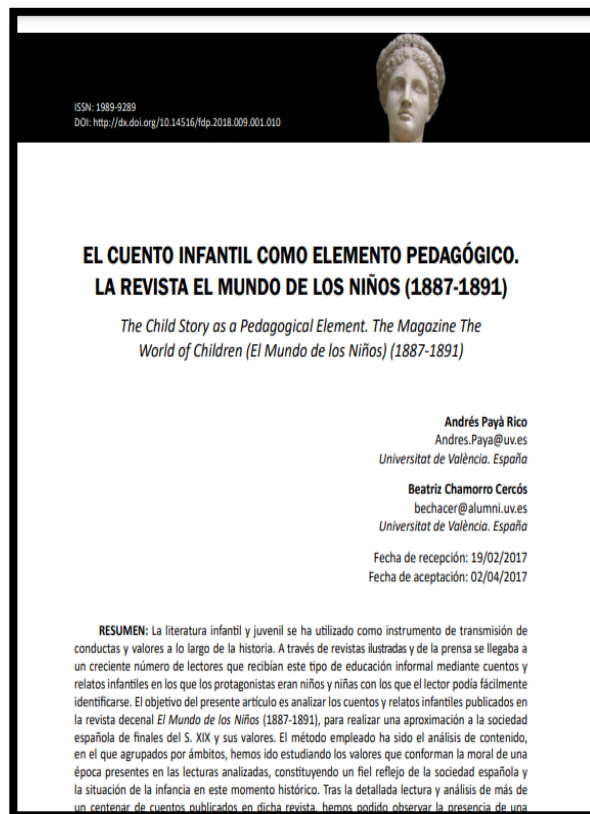 ISSN: 1989-9289
DOI: http://dx.doi.org/10.14516/fdp.2018.009.001.010
EL CUENTO INFANTIL COMO ELEMENTO PEDAGÓGICO.
LA REVISTA EL MUNDO DE LOS NIÑOS (1887-1891)
The Child Story as a Pedagogical Element. The Magazine The
World of Children (El Mundo de los Niños) (1887-1891)
Andrés Payà Rico
Andres.Paya@uv.es
Universitat de València. España
Beatriz Chamorro Cercós
bechacer@alumni.uv.es
Universitat de València. España
Fecha de recepción: 19/02/2017
Fecha de aceptación: 02/04/2017
RESUMEN: La literatura infantil y juvenil se ha utilizado como instrumento de transmisión de
conductas y valores a lo largo de la historia. A través de revistas ilustradas y de la prensa se llegaba a
un creciente número de lectores que recibían este tipo de educación informal mediante cuentos y
relatos infantiles en los que los protagonistas eran niños y niñas con los que el lector podía fácilmente
identificarse. El objetivo del presente artículo es analizar los cuentos y relatos infantiles publicados en
la revista decenal El Mundo de los Niños (1887-1891), para realizar una aproximación a la sociedad
española de finales del S. XIX y sus valores. El método empleado ha sido el análisis de contenido,
en el que agrupados por ámbitos, hemos ido estudiando los valores que conforman la moral de una
época presentes en las lecturas analizadas, constituyendo un fiel reflejo de la sociedad española y
la situación de la infancia en este momento histórico. Tras la detallada lectura y análisis de más de
un centenar de cuentos publicados en dicha revista, hemos podido observar la presencia de una